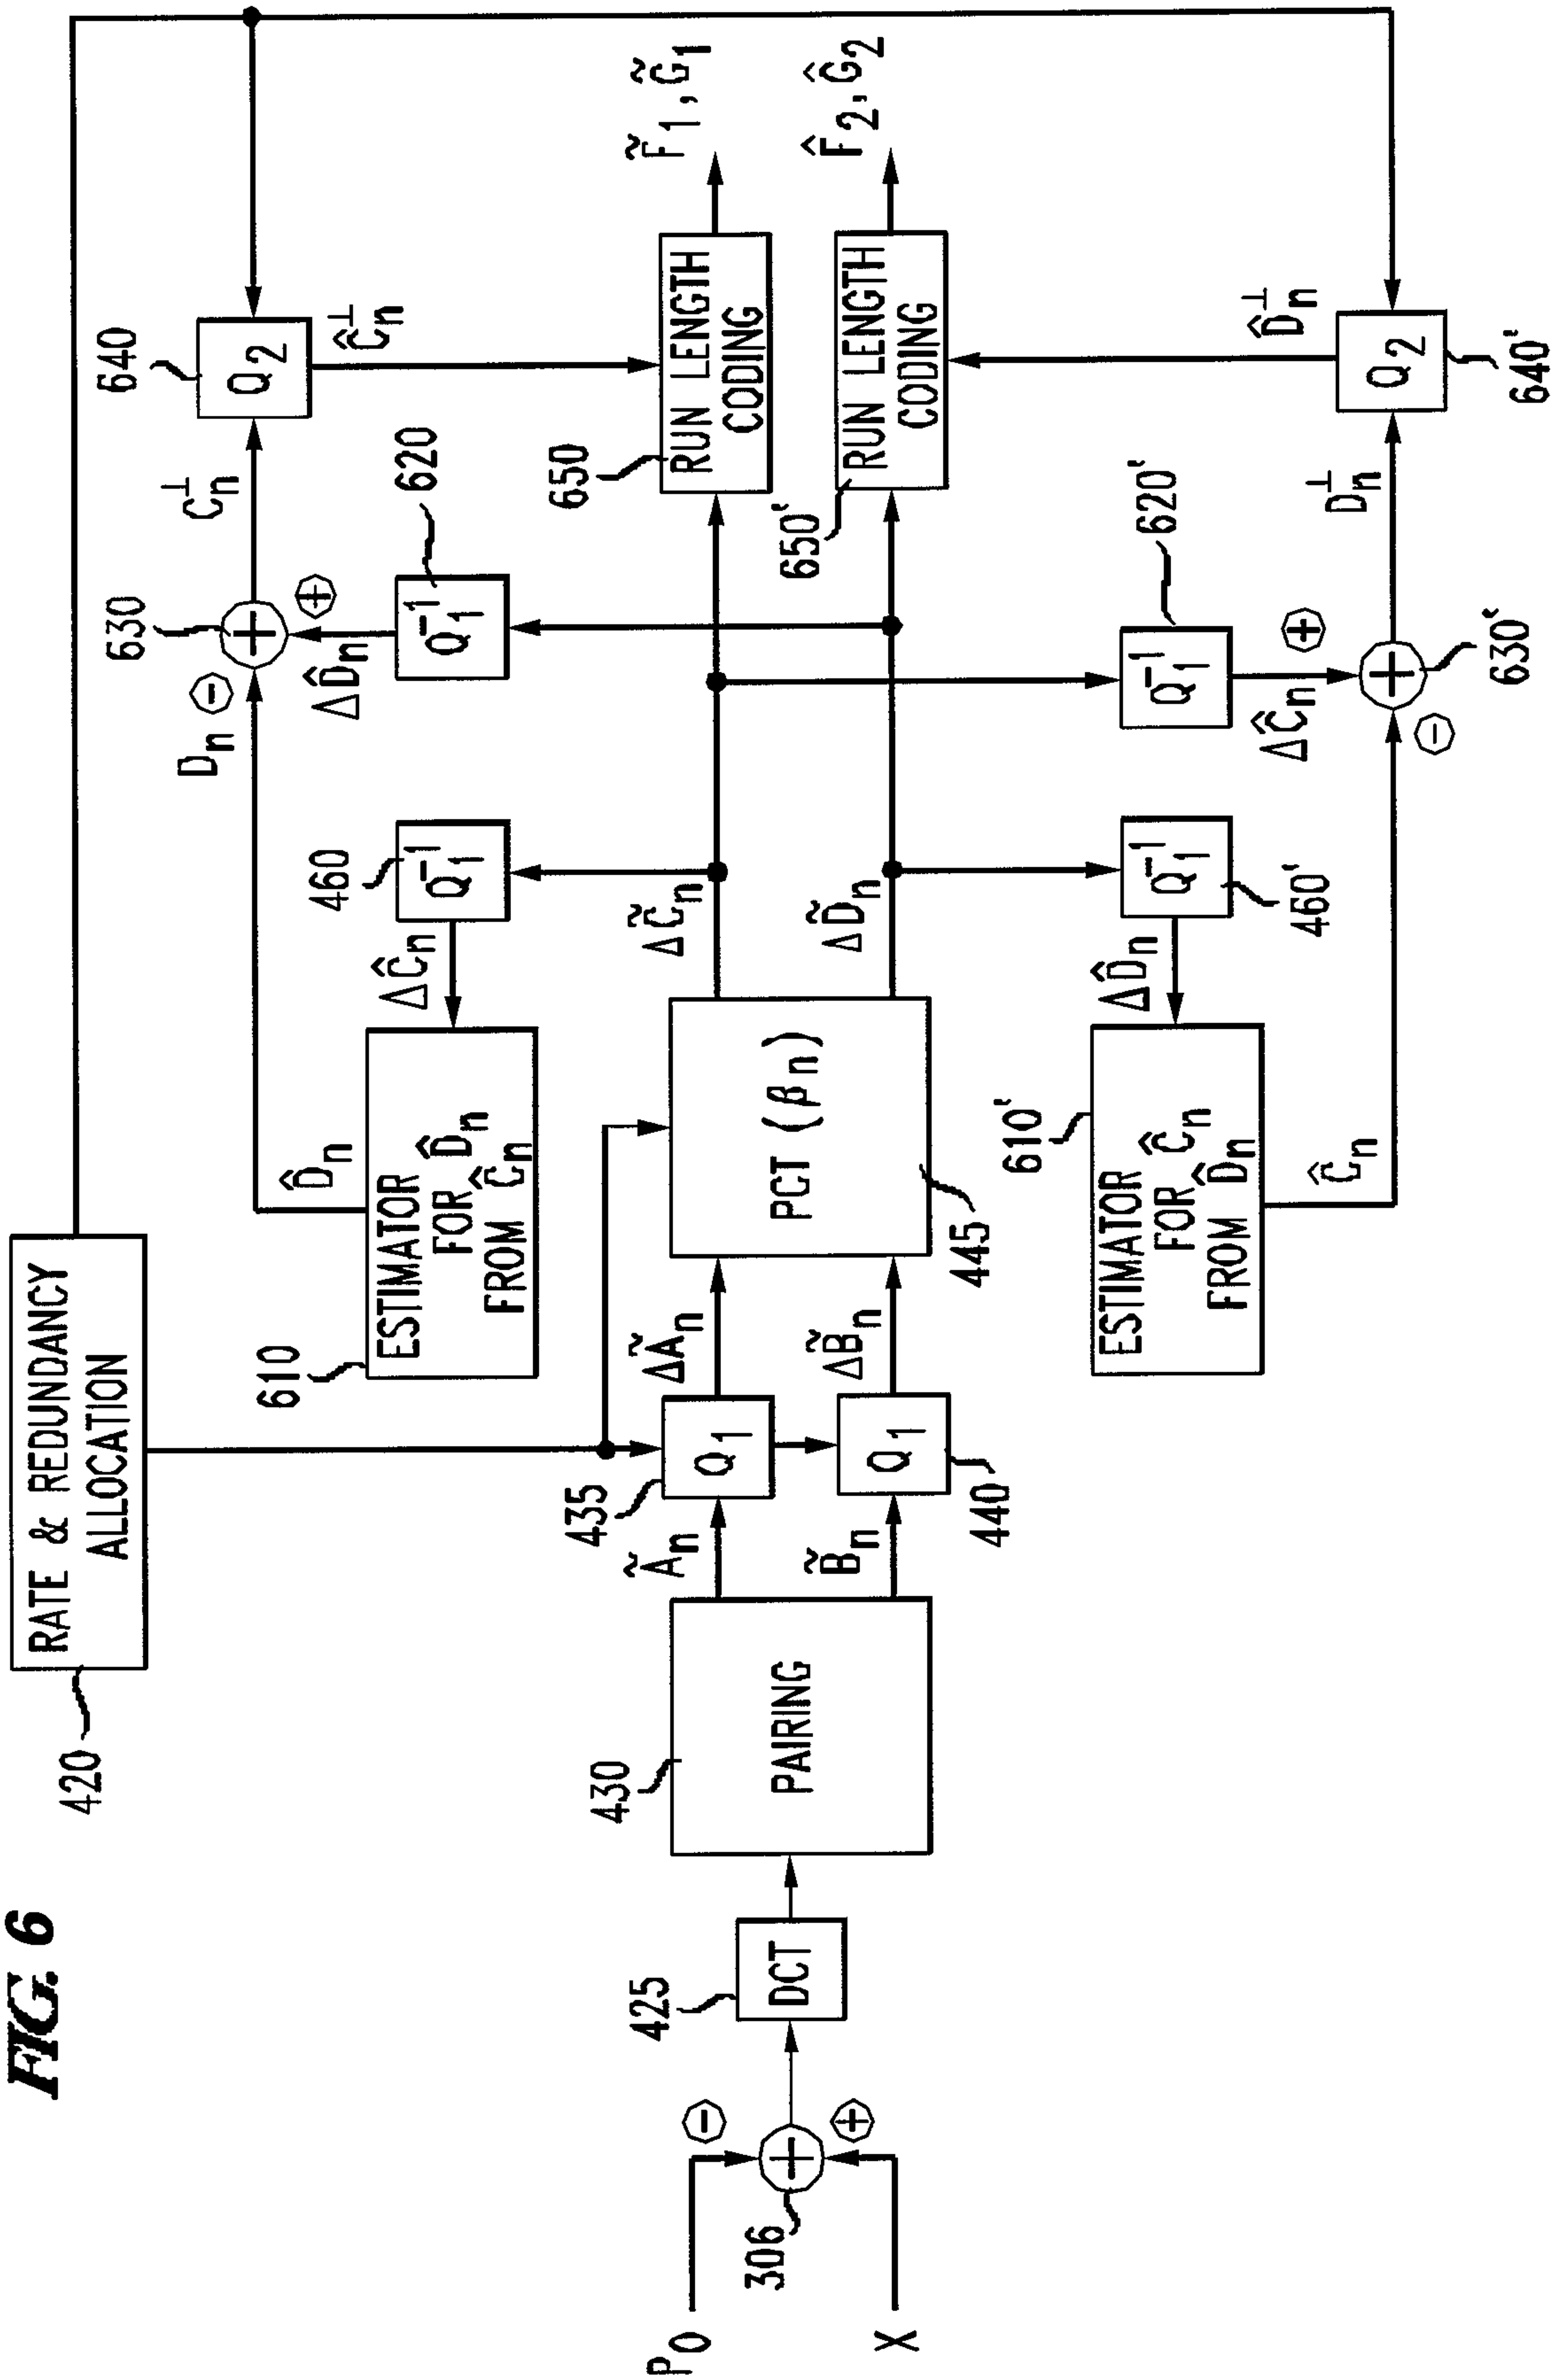 FIG. 6
RATE & REDUNDANCY
ALLOCATION
420
640
Q2
Ĉn⊥
Cn⊥
630
⊖
⊕
Dn
ΔD̂n
620
Q1⁻¹
460
Q1⁻¹
ΔĈn
D̂n
610
ESTIMATOR
FOR D̂n
FROM Ĉn
P0
X
306
+
⊖
⊕
425
DCT
430
PAIRING
Ãn
B̃n
435
Q1
440
Q1
ΔÃn
ΔB̃n
PCT (βn)
445
ΔC̃n
ΔD̃n
650
RUN LENGTH
CODING
F̃1, G̃1
650'
RUN LENGTH
CODING
F̂2, Ĝ2
610'
ESTIMATOR
FOR Ĉn
FROM D̂n
ΔD̂n
Q1⁻¹
460'
Ĉn
620'
Q1⁻¹
ΔĈn
⊕
⊖
+
630'
Dn⊥
D̂n⊥
Q2
640'